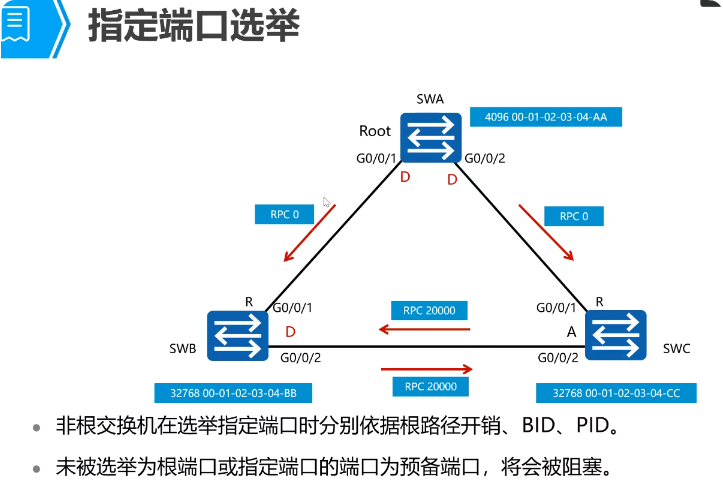 指定端口选举
SWA
4096 00-01-02-03-04-AA
Root
G0/0/1
G0/0/2
D
D
RPC 0
RPC 0
R
G0/0/1
G0/0/1
R
RPC 20000
D
A
SWB
G0/0/2
G0/0/2
SWC
RPC 20000
32768 00-01-02-03-04-BB
32768 00-01-02-03-04-CC
• 非根交换机在选举指定端口时分别依据根路径开销、BID、PID。
• 未被选举为根端口或指定端口的端口为预备端口，将会被阻塞。